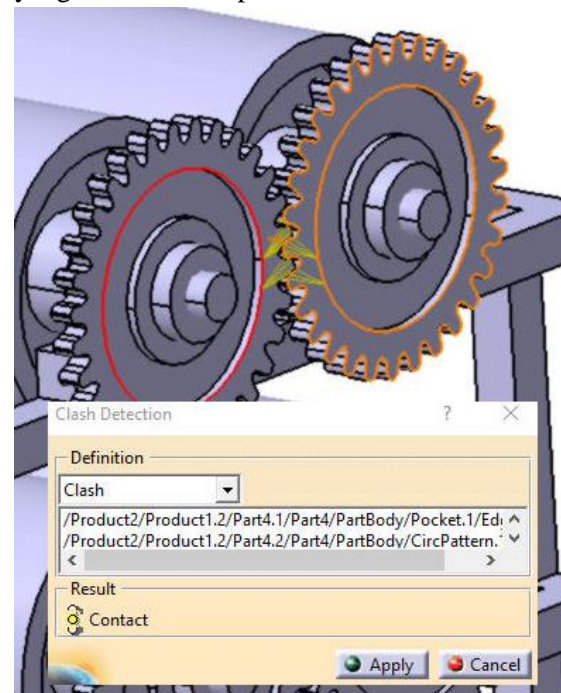 Clash Detection ? ×
Definition
Clash
/Product2/Product1.2/Part4.1/Part4/PartBody/Pocket.1/Ed
/Product2/Product1.2/Part4.2/Part4/PartBody/CircPattern.
Result
Contact
Apply Cancel